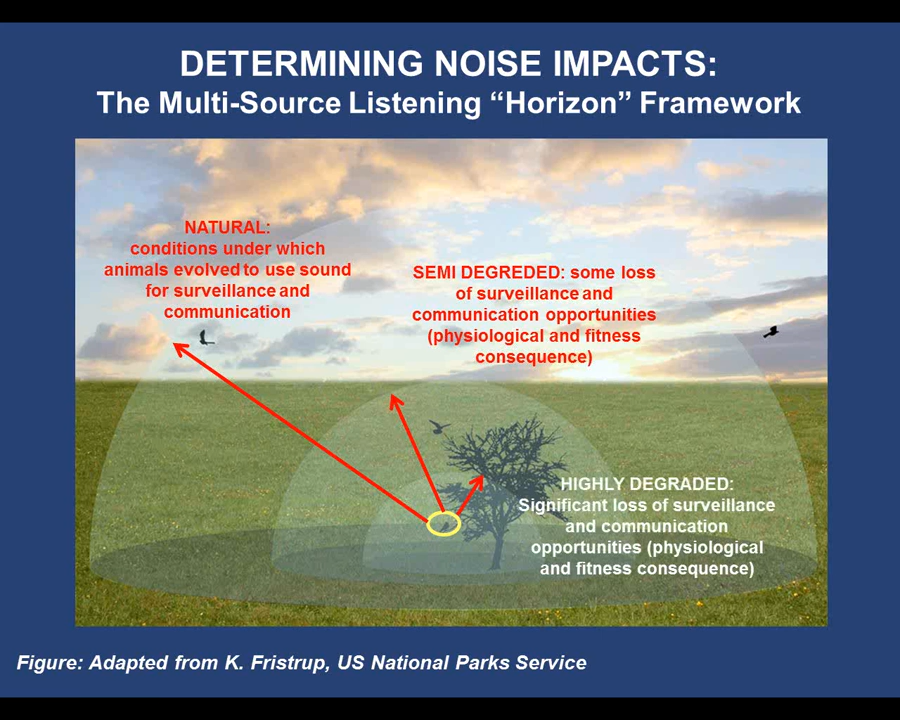 DETERMINING NOISE IMPACTS:
The Multi-Source Listening “Horizon” Framework
NATURAL:
conditions under which
animals evolved to use sound
for surveillance and
communication
SEMI DEGREDED: some loss
of surveillance and
communication opportunities
(physiological and fitness
consequence)
HIGHLY DEGRADED:
Significant loss of surveillance
and communication
opportunities (physiological
and fitness consequence)
Figure: Adapted from K. Fristrup, US National Parks Service